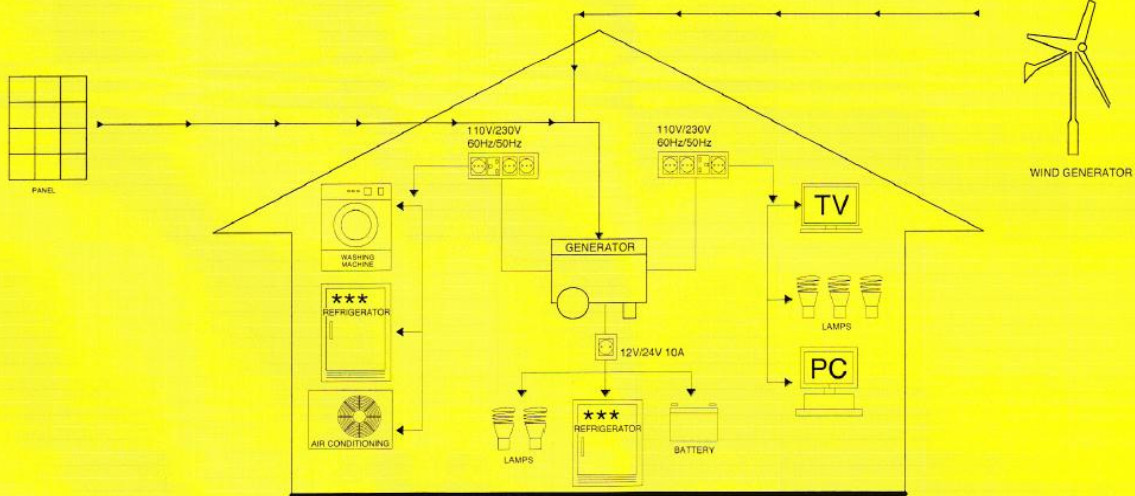 PANEL
WIND GENERATOR
110V/230V
60Hz/50Hz
110V/230V
60Hz/50Hz
WASHING
MACHINE
GENERATOR
TV
★★★
REFRIGERATOR
LAMPS
12V/24V 10A
PC
AIR CONDITIONING
LAMPS
★★★
REFRIGERATOR
BATTERY